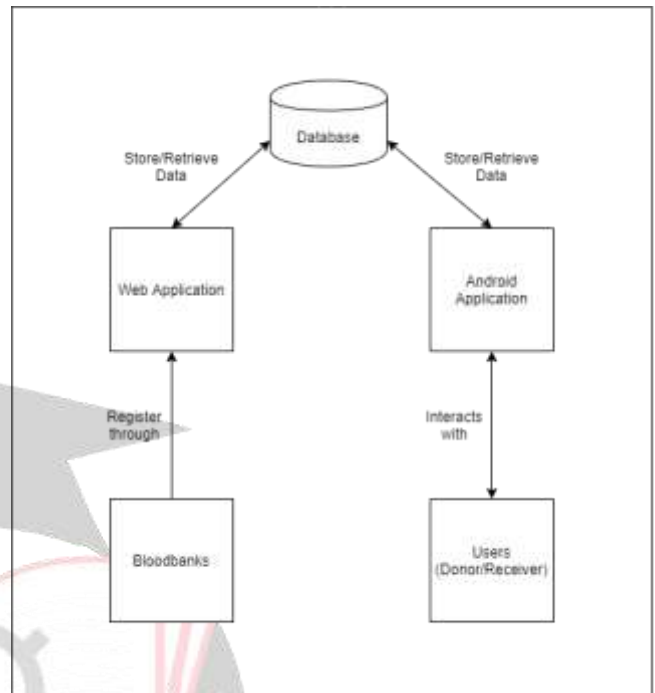 Database
Store/Retrieve
Data
Store/Retrieve
Data
Web Application
Android
Application
Register
through
Interacts
with
Bloodbanks
Users
(Donor/Receiver)